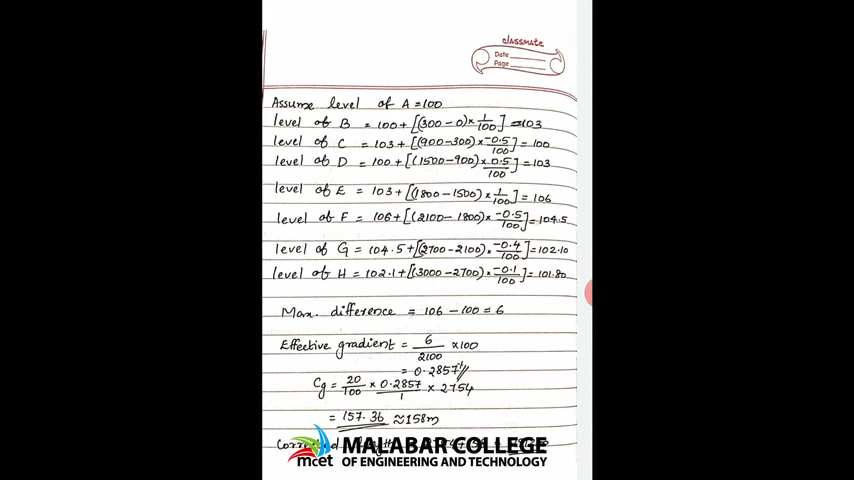 classmate
Date
Page
Assume level of A = 100
level of B = 100 + [(300 - 0) × 1/100] = 103
level of C = 103 + [(900 - 300) × -0.5/100] = 100
level of D = 100 + [(1500 - 900) × 0.5/100] = 103
level of E = 103 + [(1800 - 1500) × 1/100] = 106
level of F = 106 + [(2100 - 1800) × -0.5/100] = 104.5
level of G = 104.5 + [(2700 - 2100) × -0.4/100] = 102.10
level of H = 102.1 + [(3000 - 2700) × -0.1/100] = 101.80
Max. difference = 106 - 100 = 6
Effective gradient = 6/2100 × 100
= 0.2857%
Cg = 20/100 × 0.2857/1 × 2754
= 157.36 ≈ 158m
mcet MALABAR COLLEGE
OF ENGINEERING AND TECHNOLOGY